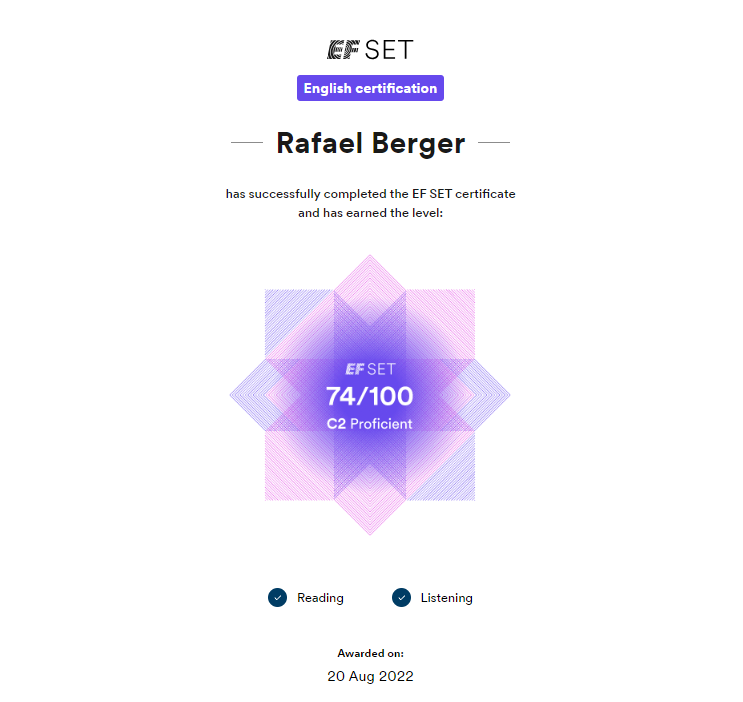 EF SET
English certification
Rafael Berger
has successfully completed the EF SET certificate
and has earned the level:
EF SET
74/100
C2 Proficient
Reading
Listening
Awarded on:
20 Aug 2022